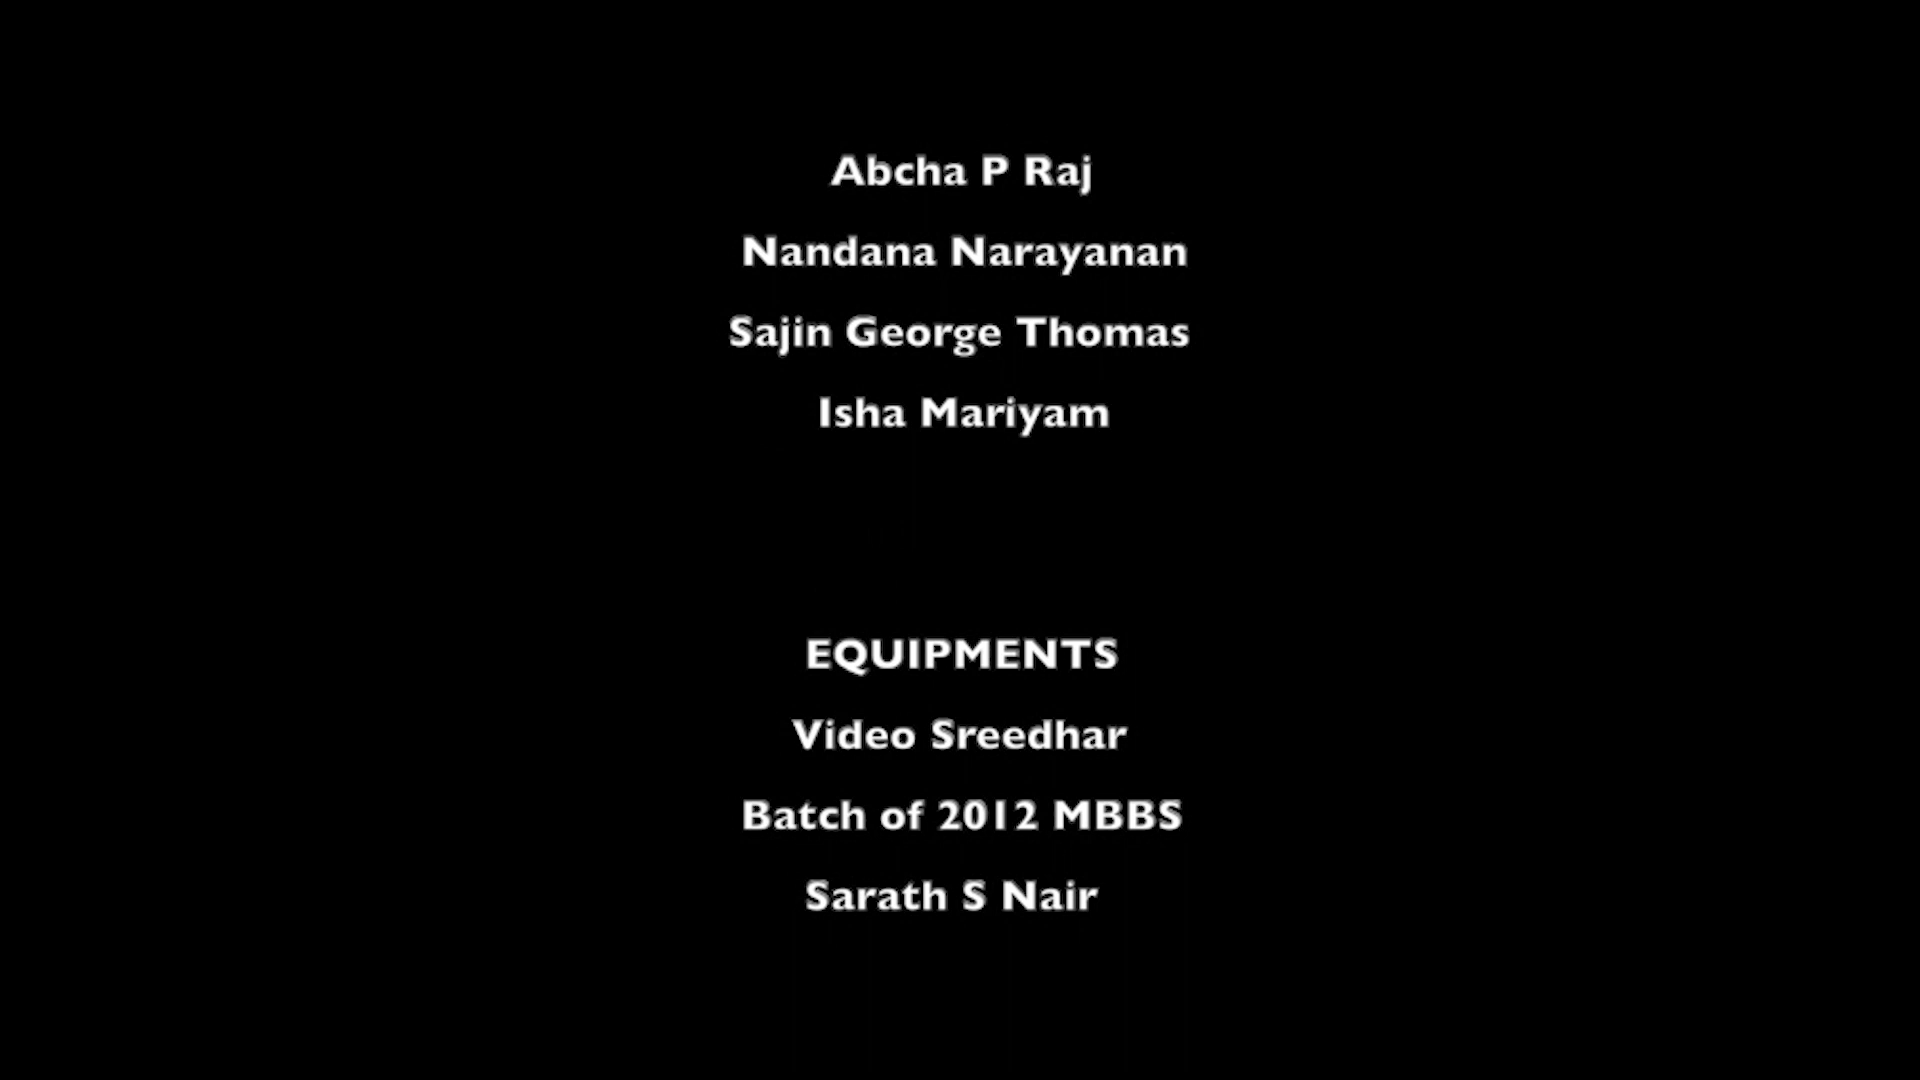 Abcha P Raj
Nandana Narayanan
Sajin George Thomas
Isha Mariyam
EQUIPMENTS
Video Sreedhar
Batch of 2012 MBBS
Sarath S Nair